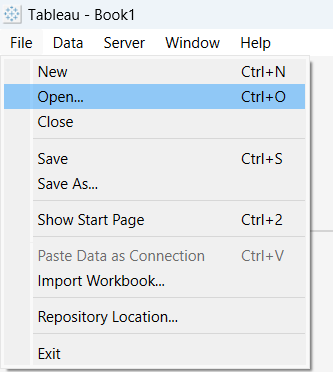 Tableau - Book1
File Data Server Window Help
New Ctrl+N
Open... Ctrl+O
Close
Save Ctrl+S
Save As...
Show Start Page Ctrl+2
Paste Data as Connection Ctrl+V
Import Workbook...
Repository Location...
Exit